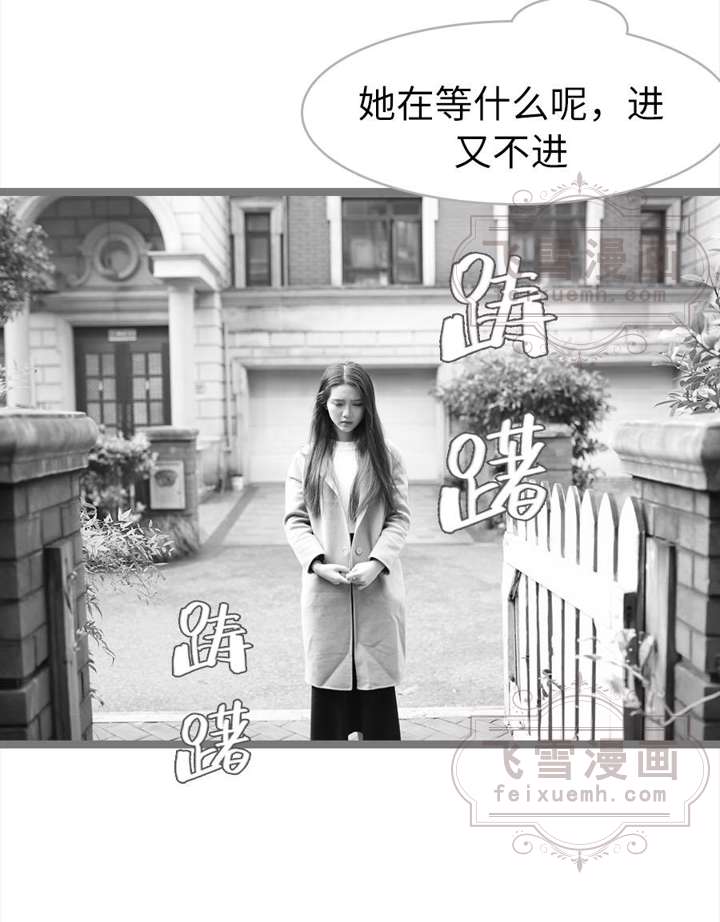 她在等什么呢，进
又不进
飞雪漫画
feixuemh.com
踌
躇
踌
躇
飞雪漫画
feixuemh.com